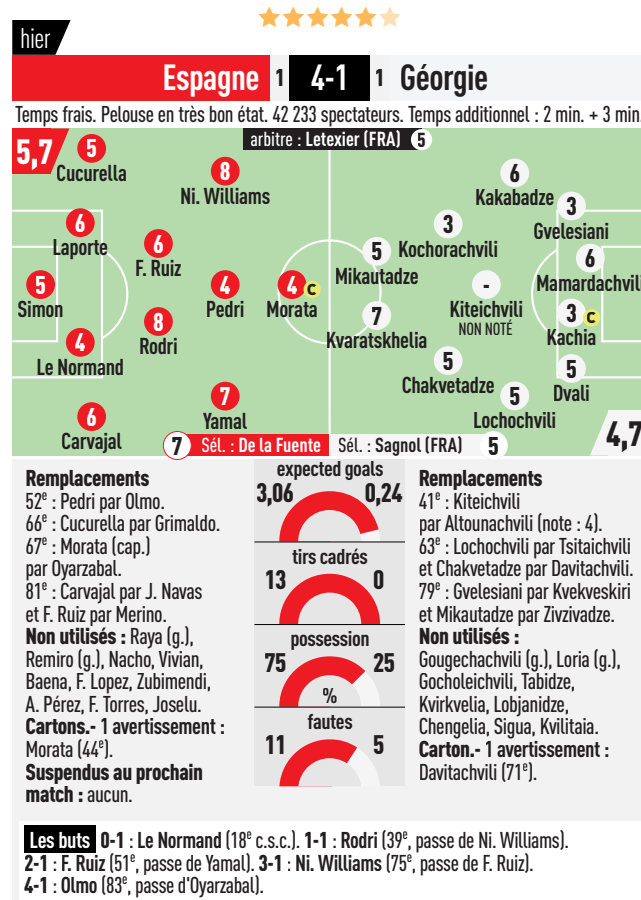 hier
Espagne 1 4-1 1 Géorgie
Temps frais. Pelouse en très bon état. 42 233 spectateurs. Temps additionnel : 2 min. + 3 min.
arbitre : Letexier (FRA) 5
5,7
5
Cucurella
8
Ni. Williams
6
Laporte
6
F. Ruiz
5
Simon
4
Pedri
4 C
Morata
8
Rodri
4
Le Normand
7
Yamal
6
Carvajal
6
Kakabadze
3
Gvelesiani
3
Kochorachvili
5
Mikautadze
6
Mamardachvili
-
Kiteichvili
NON NOTÉ
7
Kvaratskhelia
3 C
Kachia
5
Chakvetadze
5
Dvali
5
Lochochvili
4,7
7 Sél. : De la Fuente
Sél. : Sagnol (FRA) 5
Remplacements
52e : Pedri par Olmo.
66e : Cucurella par Grimaldo.
67e : Morata (cap.)
par Oyarzabal.
81e : Carvajal par J. Navas
et F. Ruiz par Merino.
Non utilisés : Raya (g.),
Remiro (g.), Nacho, Vivian,
Baena, F. Lopez, Zubimendi,
A. Pérez, F. Torres, Joselu.
Cartons.- 1 avertissement :
Morata (44e).
Suspendus au prochain
match : aucun.
expected goals
3,06 0,24
tirs cadrés
13 0
possession
75 25
%
fautes
11 5
Remplacements
41e : Kiteichvili
par Altounachvili (note : 4).
63e : Lochochvili par Tsitaichvili
et Chakvetadze par Davitachvili.
79e : Gvelesiani par Kvekveskiri
et Mikautadze par Zivzivadze.
Non utilisés :
Gougechachvili (g.), Loria (g.),
Gocholeichvili, Tabidze,
Kvirkvelia, Lobjanidze,
Chengelia, Sigua, Kvilitaia.
Carton.- 1 avertissement :
Davitachvili (71e).
Les buts 0-1 : Le Normand (18e c.s.c.). 1-1 : Rodri (39e, passe de Ni. Williams).
2-1 : F. Ruiz (51e, passe de Yamal). 3-1 : Ni. Williams (75e, passe de F. Ruiz).
4-1 : Olmo (83e, passe d'Oyarzabal).